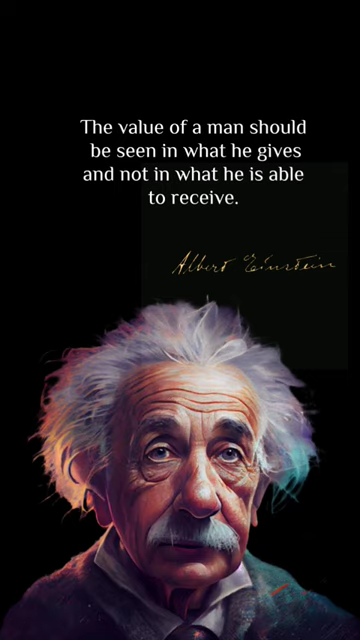 The value of a man should
be seen in what he gives
and not in what he is able
to receive.
Albert Einstein